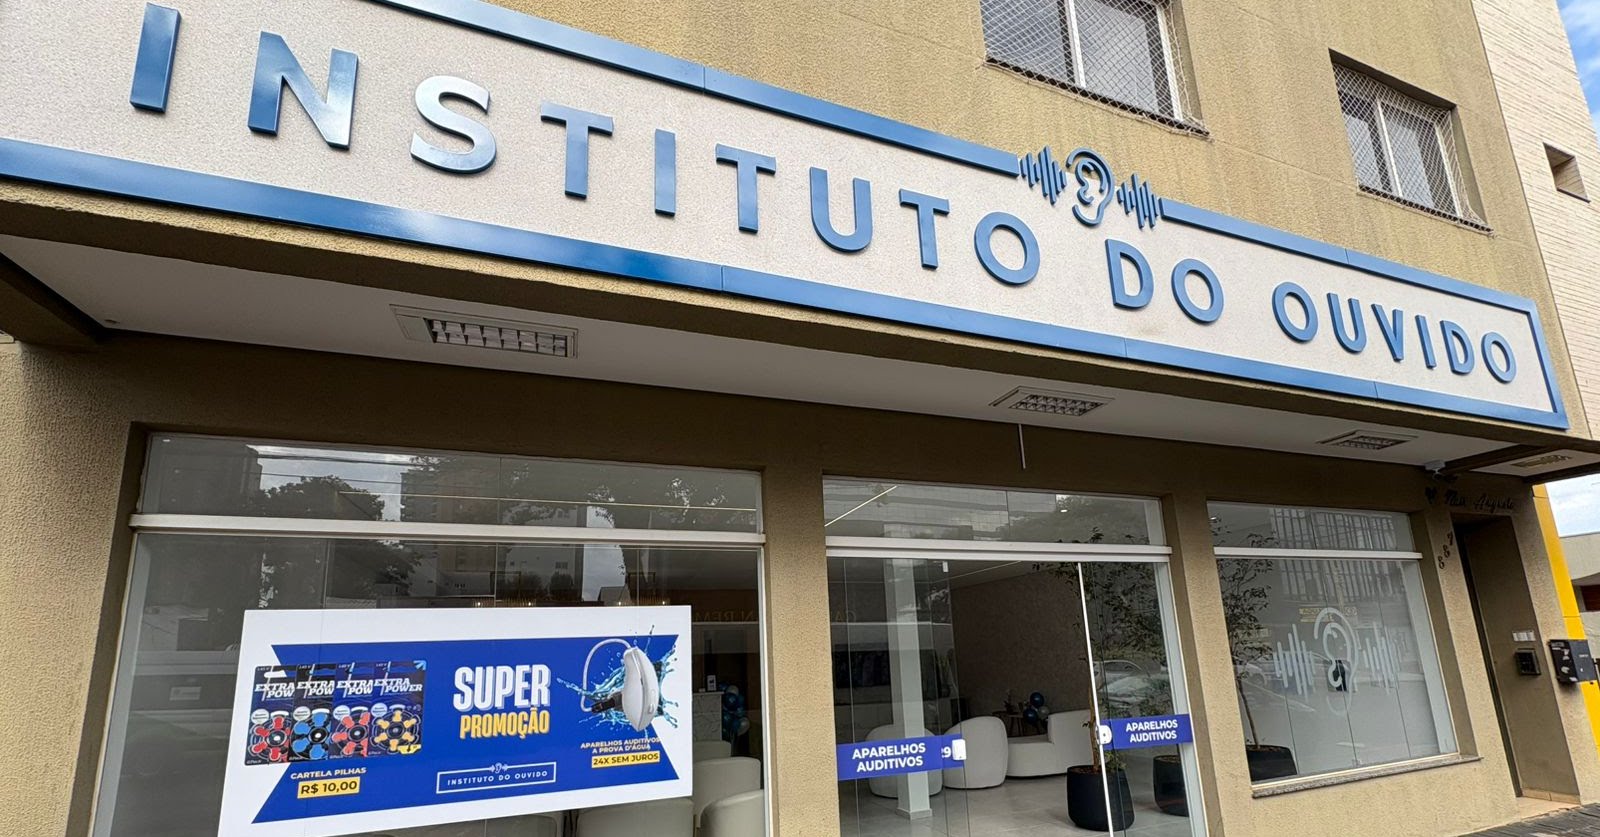 INSTITUTO DO OUVIDO
EXTRA POW
EXTRA POW
EXTRA POW
EXTRA POWER
CARTELA PILHAS
R$ 10,00
SUPER
PROMOÇÃO
INSTITUTO DO OUVIDO
APARELHOS AUDITIVOS
A PROVA D'ÁGUA
24X SEM JUROS
APARELHOS
AUDITIVOS
APARELHOS
AUDITIVOS